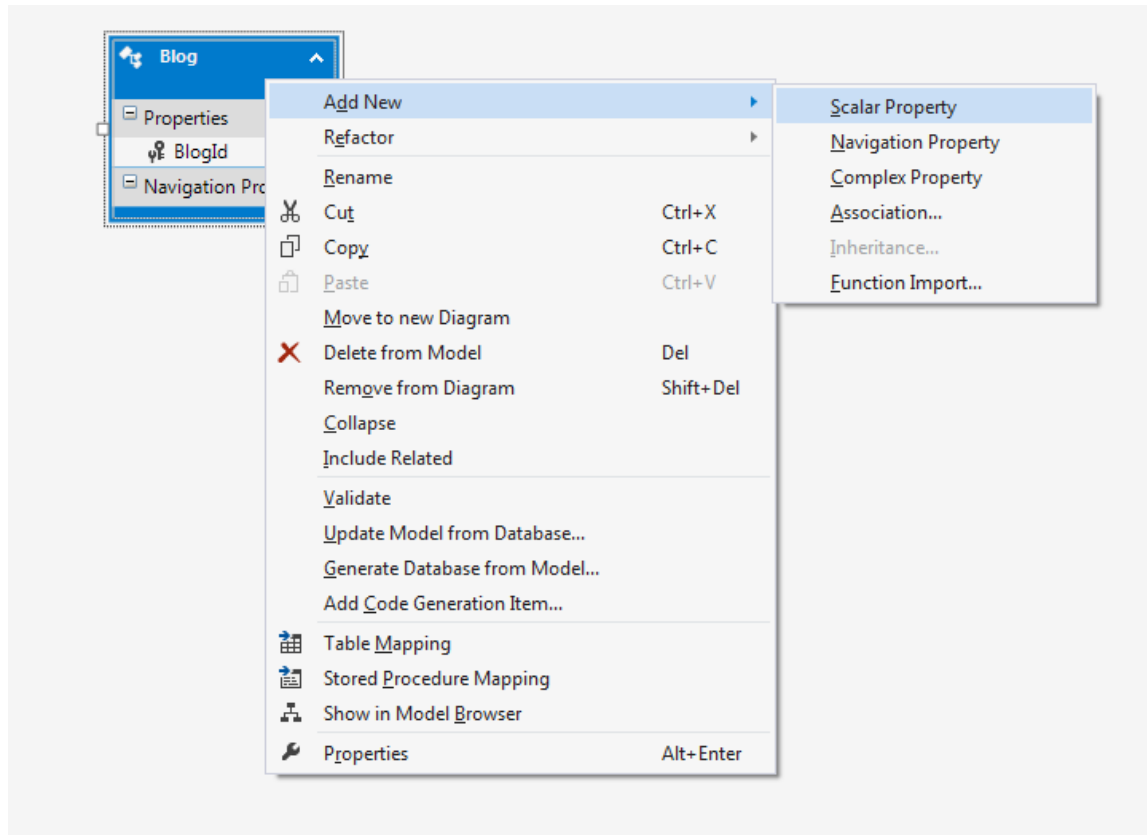 Blog
Properties
BlogId
Navigation Pro
Add New
Refactor
Rename
Cut Ctrl+X
Copy Ctrl+C
Paste Ctrl+V
Move to new Diagram
Delete from Model Del
Remove from Diagram Shift+Del
Collapse
Include Related
Validate
Update Model from Database...
Generate Database from Model...
Add Code Generation Item...
Table Mapping
Stored Procedure Mapping
Show in Model Browser
Properties Alt+Enter
Scalar Property
Navigation Property
Complex Property
Association...
Inheritance...
Function Import...